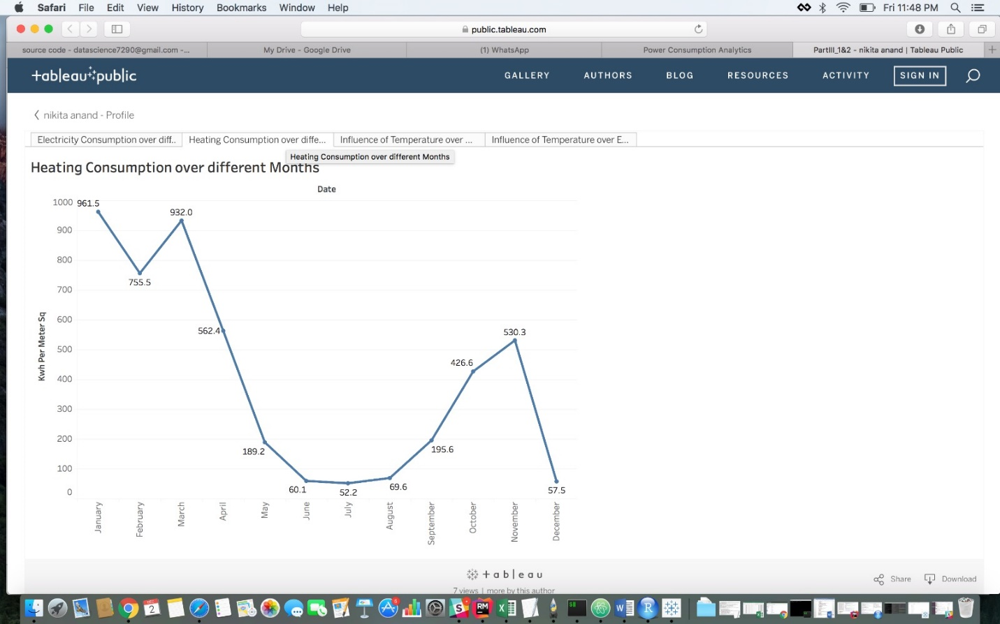 Safari File Edit View History Bookmarks Window Help Fri 11:48 PM
public.tableau.com
source code - datascience7290@gmail.com -... My Drive - Google Drive (1) WhatsApp Power Consumption Analytics PartIII_1&2 - nikita anand | Tableau Public
tableau public GALLERY AUTHORS BLOG RESOURCES ACTIVITY SIGN IN
nikita anand - Profile
Electricity Consumption over diff.. Heating Consumption over diffe... Influence of Temperature over ... Influence of Temperature over E...
Heating Consumption over different Months
Heating Consumption over different Months
Date
1000
900
800
700
600
500
400
300
200
100
0
Kwh Per Meter Sq
961.5
755.5
932.0
562.4
189.2
60.1
52.2
69.6
195.6
426.6
530.3
57.5
January
February
March
April
May
June
July
August
September
October
November
December
tableau
7 views | more by this author
Share Download
2
6
S
RM
X
W
R